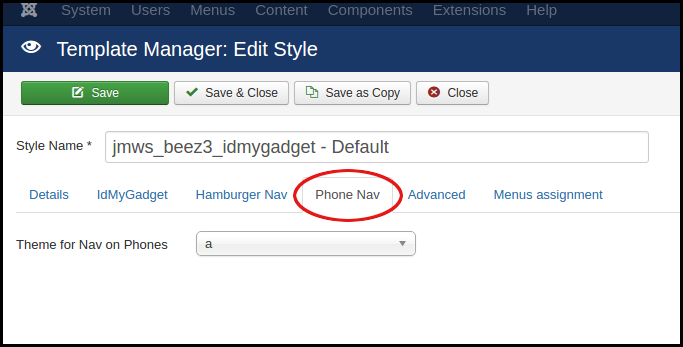 System Users Menus Content Components Extensions Help
Template Manager: Edit Style
Save Save & Close Save as Copy Close
Style Name * jmws_beez3_idmygadget - Default
Details IdMyGadget Hamburger Nav Phone Nav Advanced Menus assignment
Theme for Nav on Phones a